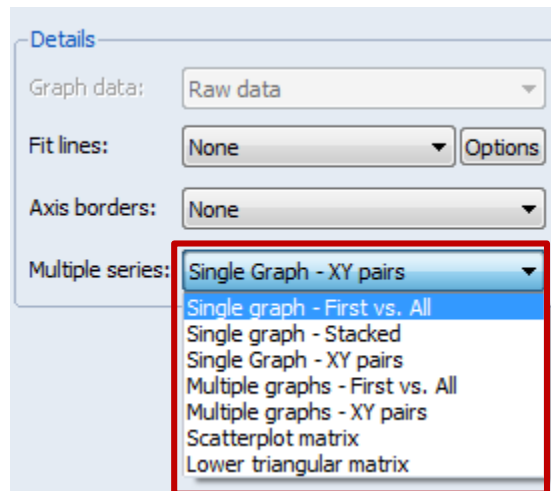 Details
Graph data: Raw data
Fit lines: None Options
Axis borders: None
Multiple series: Single Graph - XY pairs
Single graph - First vs. All
Single graph - Stacked
Single Graph - XY pairs
Multiple graphs - First vs. All
Multiple graphs - XY pairs
Scatterplot matrix
Lower triangular matrix